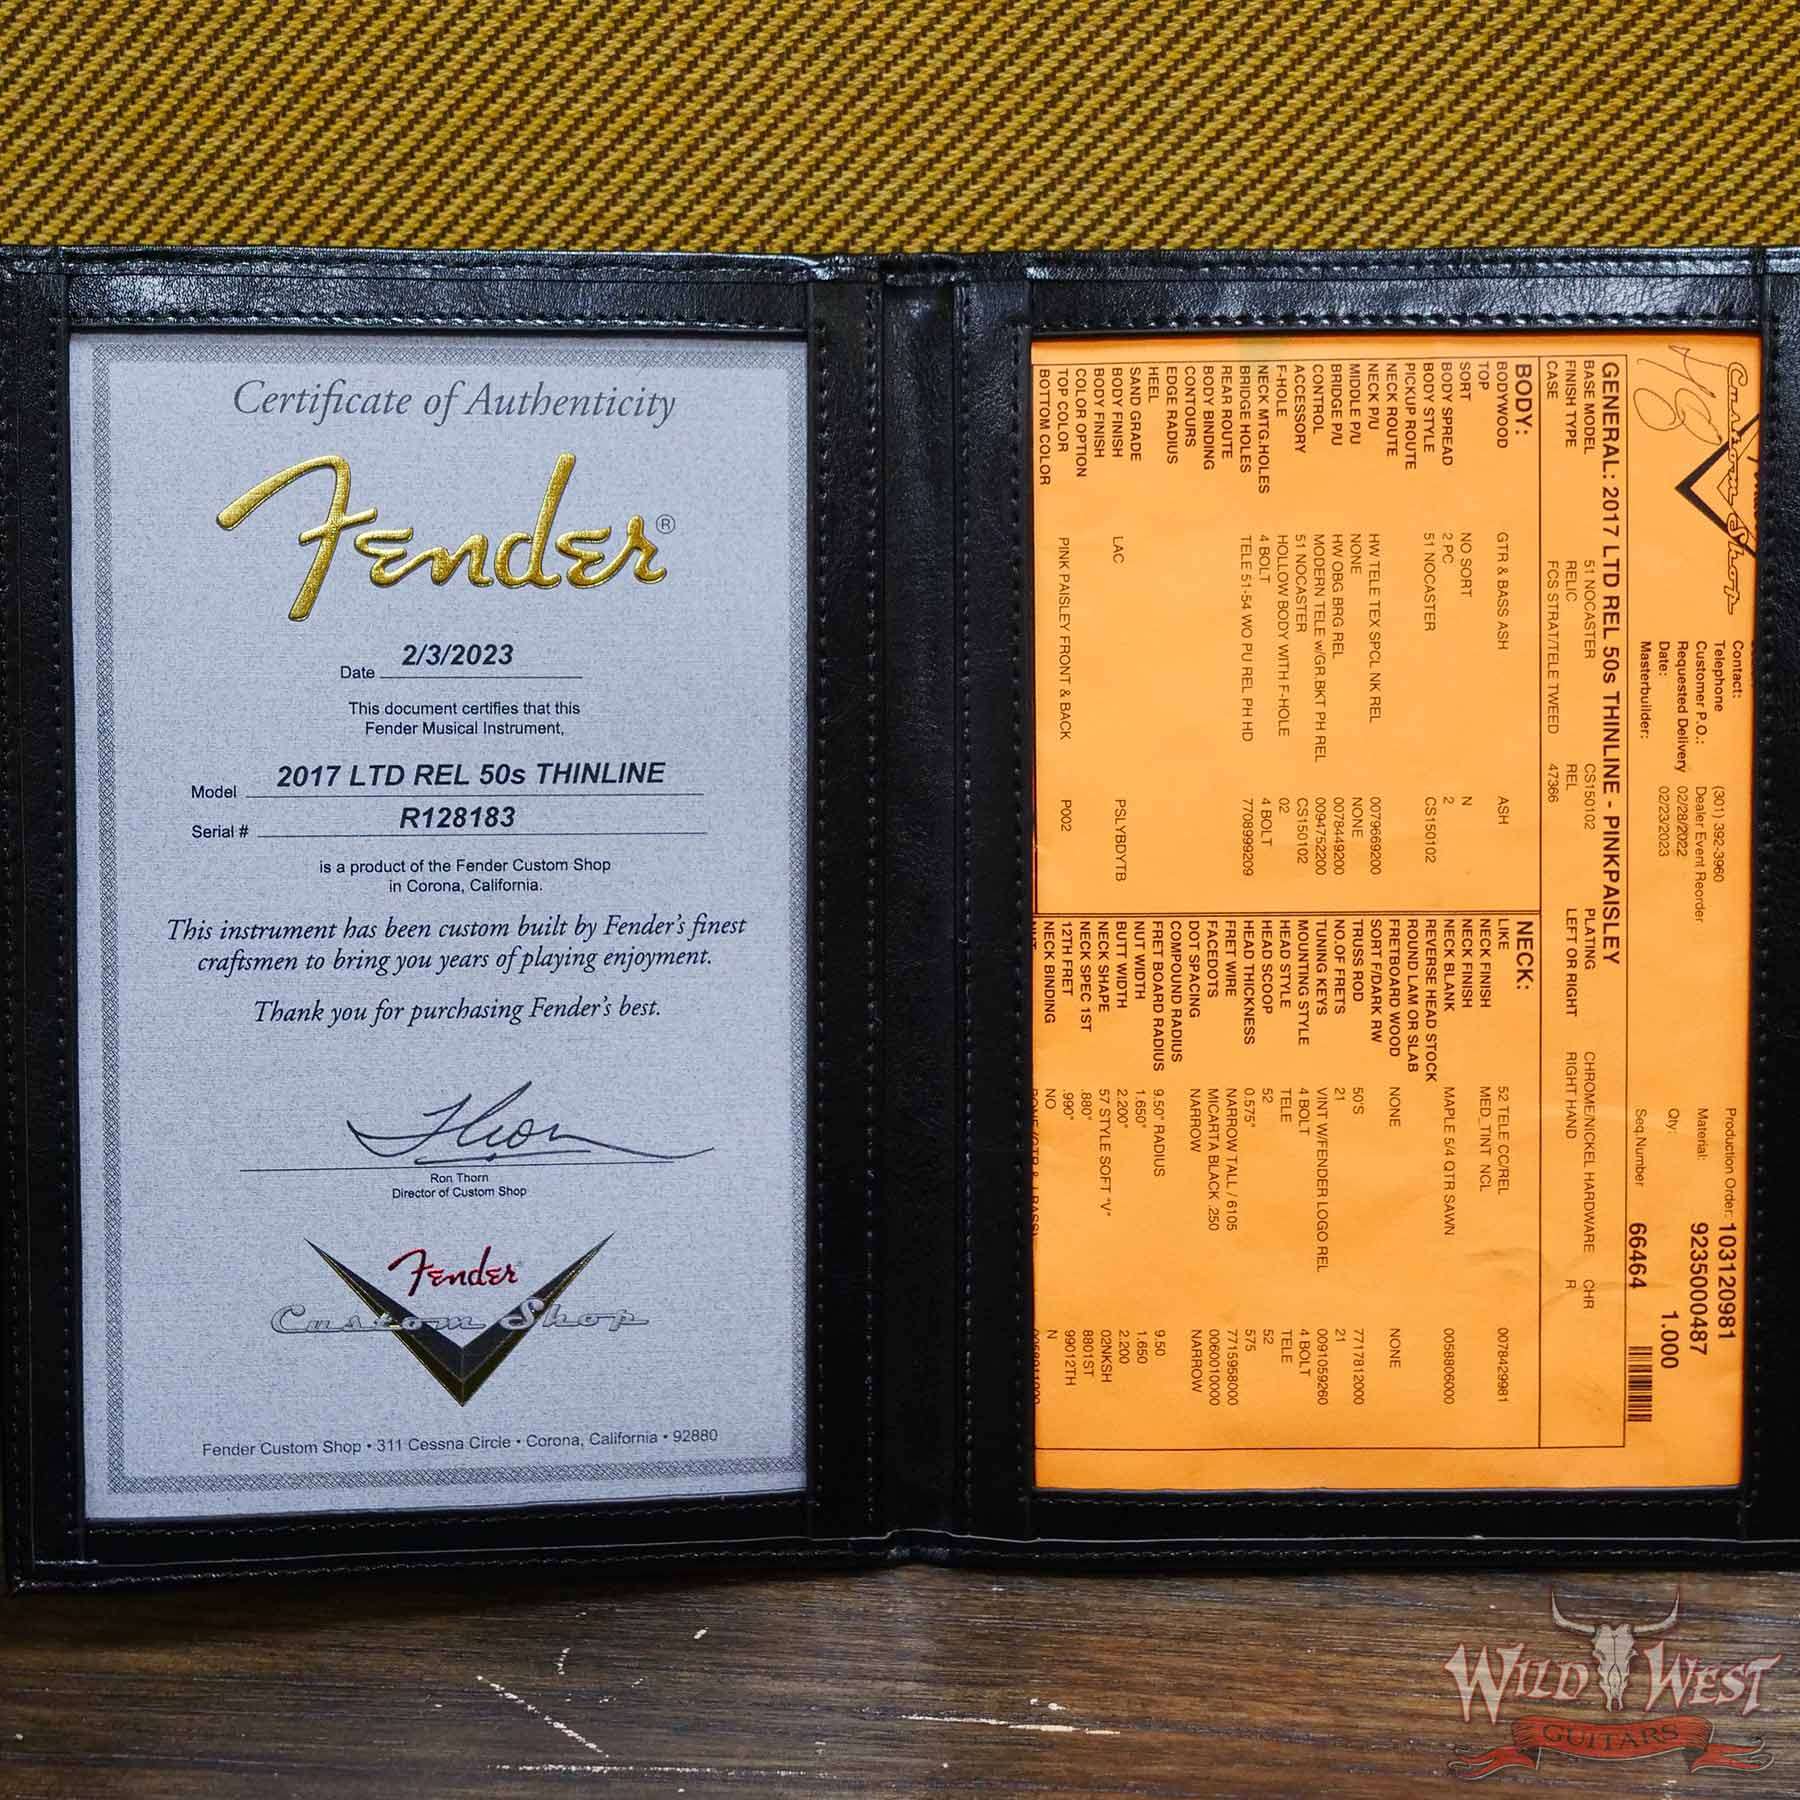 Certificate of Authenticity
Fender®
Date 2/3/2023
This document certifies that this
Fender Musical Instrument,
Model 2017 LTD REL 50s THINLINE
Serial # R128183
is a product of the Fender Custom Shop
in Corona, California.
This instrument has been custom built by Fender's finest
craftsmen to bring you years of playing enjoyment.
Thank you for purchasing Fender's best.
Ron Thorn
Director of Custom Shop
Fender
Custom Shop
Fender Custom Shop • 311 Cessna Circle • Corona, California • 92880
Custom Shop
Contact:
Telephone (301) 392-3960
Customer P.O.: Dealer Event Reorder
Requested Delivery 02/28/2022
Date: 02/23/2023
Masterbuilder:
Production Order: 103120981
Material: 9235000487
Qty: 1.000
Seq.Number 66464
GENERAL: 2017 LTD REL 50s THINLINE - PINKPAISLEY
BASE MODEL 51 NOCASTER CS150102 PLATING CHROME/NICKEL HARDWARE CHR
FINISH TYPE RELIC REL LEFT OR RIGHT RIGHT HAND R
CASE FCS STRAT/TELE TWEED 47366
BODY:
BODYWOOD GTR & BASS ASH ASH
TOP
SORT NO SORT N
BODY SPREAD 2 PC 2
BODY STYLE 51 NOCASTER CS150102
PICKUP ROUTE
NECK ROUTE
NECK P/U HW TELE TEX SPCL NK REL 0079669200
MIDDLE P/U NONE NONE
BRIDGE P/U HW OBG BRG REL 0078449200
CONTROL MODERN TELE w/GR.BKT PH REL 0094752200
ACCESSORY 51 NOCASTER CS150102
F-HOLE HOLLOW BODY WITH F-HOLE 02
NECK MTG.HOLES 4 BOLT 4 BOLT
BRIDGE HOLES TELE 51-54 WO PU REL PH HD 7708999209
REAR ROUTE
BODY BINDING
CONTOURS
EDGE RADIUS
HEEL
SAND GRADE
BODY FINISH LAC PSLYBDYTB
BODY FINISH
COLOR OPTION
TOP COLOR PINK PAISLEY FRONT & BACK P002
BOTTOM COLOR
NECK:
LIKE 52 TELE CC/REL 0078429981
NECK FINISH MED_TINT_NCL
NECK FINISH
NECK BLANK MAPLE 5/4 QTR SAWN 0058806000
REVERSE HEAD STOCK
ROUND LAM OR SLAB
FRETBOARD WOOD NONE NONE
SORT F/DARK RW
TRUSS ROD 50'S 7717812000
NO.OF FRETS 21 21
TUNING KEYS VINT W/FENDER LOGO REL 0091059260
MOUNTING STYLE 4 BOLT 4 BOLT
HEAD STYLE TELE TELE
HEAD SCOOP 52 52
HEAD THICKNESS 0.575" 575
FRET WIRE NARROW TALL / 6105 7715958000
FACEDOTS MICARTA BLACK .250 0060010000
DOT SPACING NARROW NARROW
COMPOUND RADIUS
FRET BOARD RADIUS 9.50" RADIUS 9.50
NUT WIDTH 1.650" 1.650
BUTT WIDTH 2.200" 2.200
NECK SHAPE 57 STYLE SOFT "V" 02NKSH
NECK SPEC 1ST .880" 8801ST
12TH FRET .990" 99012TH
NECK BINDING NO N
WILD WEST
GUITARS